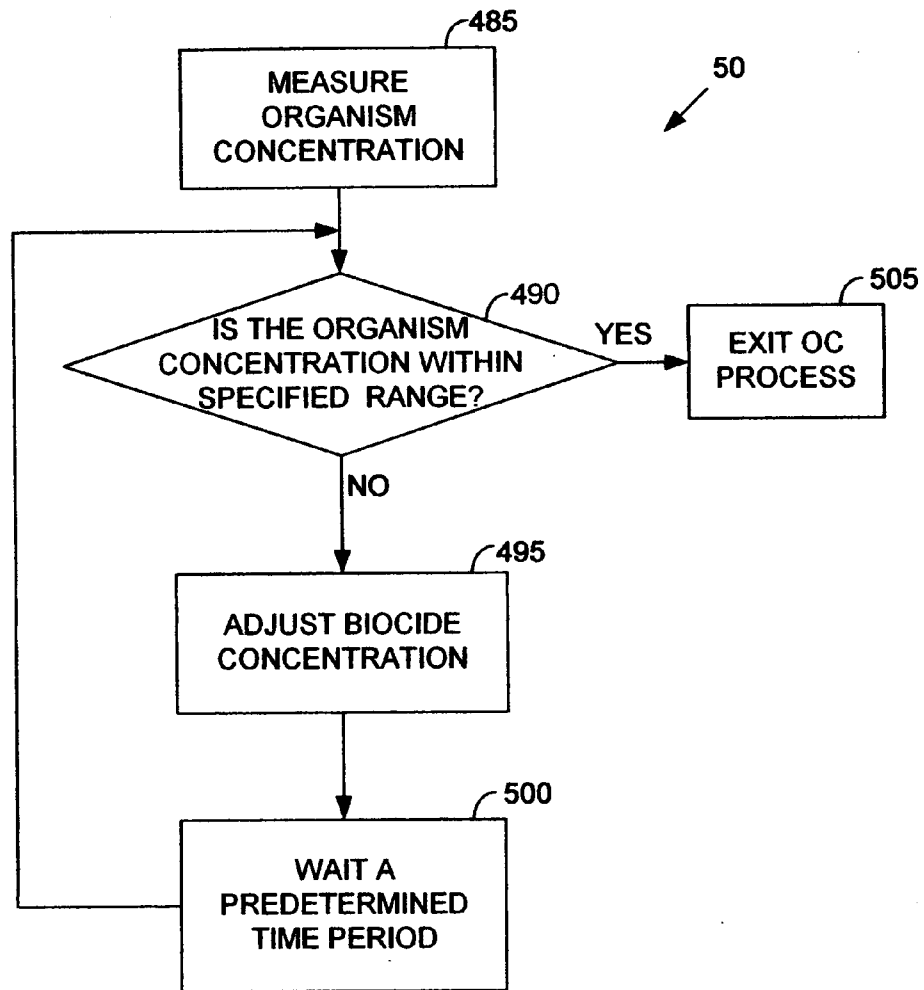 485
MEASURE
ORGANISM
CONCENTRATION
50
490
IS THE ORGANISM
CONCENTRATION WITHIN
SPECIFIED RANGE?
YES
505
EXIT OC
PROCESS
NO
495
ADJUST BIOCIDE
CONCENTRATION
500
WAIT A
PREDETERMINED
TIME PERIOD